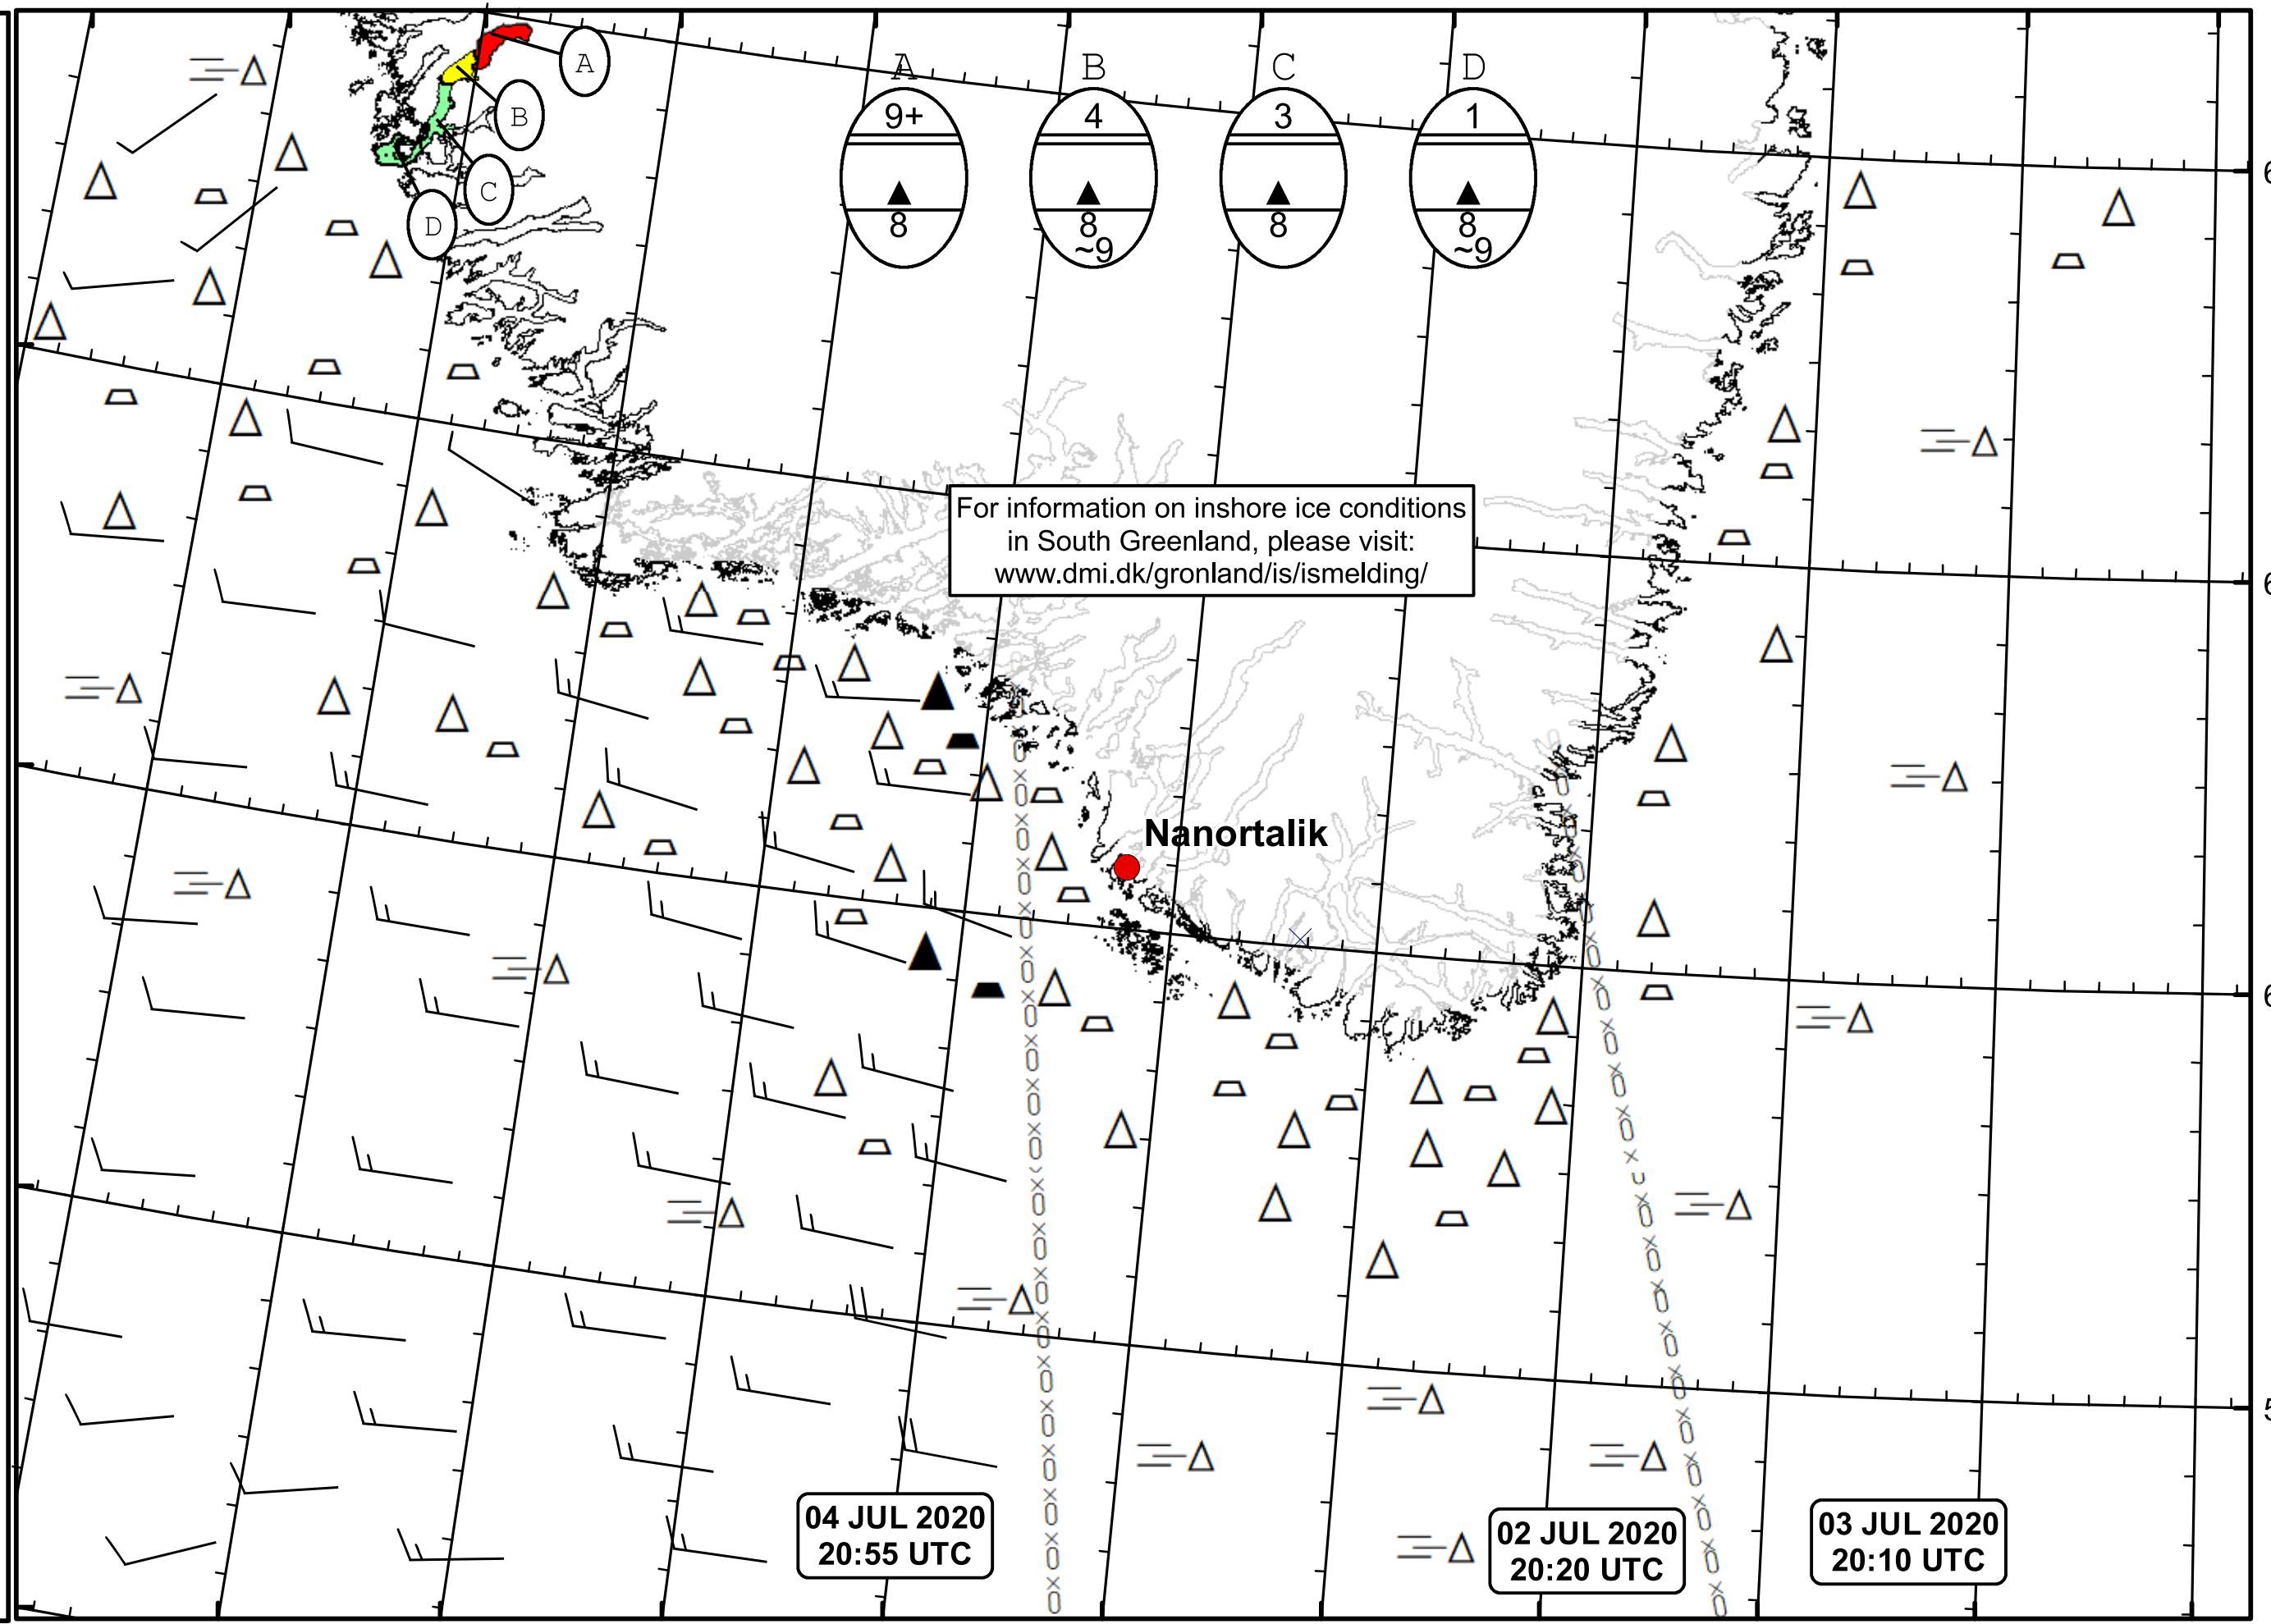 A
B
C
D
A B C D
9+ 4 3 1
8 8 8 8
~9 ~9
For information on inshore ice conditions
in South Greenland, please visit:
www.dmi.dk/gronland/is/ismelding/
Nanortalik
04 JUL 2020
20:55 UTC
02 JUL 2020
20:20 UTC
03 JUL 2020
20:10 UTC